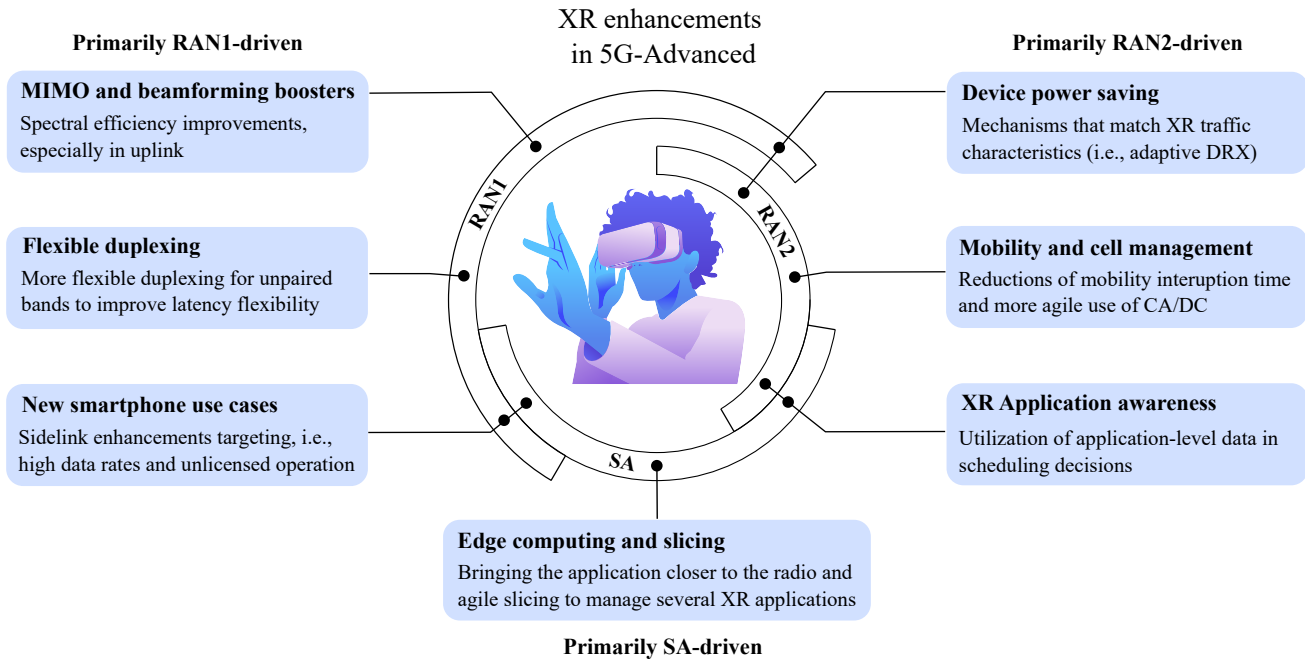 XR enhancements
in 5G-Advanced
Primarily RAN1-driven
MIMO and beamforming boosters
Spectral efficiency improvements,
especially in uplink
Flexible duplexing
More flexible duplexing for unpaired
bands to improve latency flexibility
New smartphone use cases
Sidelink enhancements targeting, i.e.,
high data rates and unlicensed operation
RAN1
RAN2
SA
Primarily RAN2-driven
Device power saving
Mechanisms that match XR traffic
characteristics (i.e., adaptive DRX)
Mobility and cell management
Reductions of mobility interuption time
and more agile use of CA/DC
XR Application awareness
Utilization of application-level data in
scheduling decisions
Edge computing and slicing
Bringing the application closer to the radio and
agile slicing to manage several XR applications
Primarily SA-driven